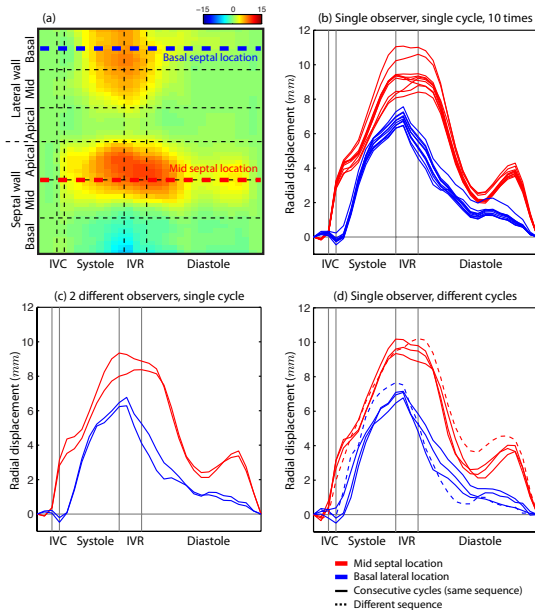 (a)
−15
0
15
Basal
Mid
Apical
Lateral wall
Apical
Mid
Basal
Septal wall
Basal septal location
Mid septal location
IVC Systole IVR Diastole
(b) Single observer, single cycle, 10 times
Radial displacement (mm)
12
10
8
6
4
2
0
IVC Systole IVR Diastole
(c) 2 different observers, single cycle
Radial displacement (mm)
12
10
8
6
4
2
0
IVC Systole IVR Diastole
(d) Single observer, different cycles
Radial displacement (mm)
12
10
8
6
4
2
0
IVC Systole IVR Diastole
Mid septal location
Basal lateral location
Consecutive cycles (same sequence)
Different sequence